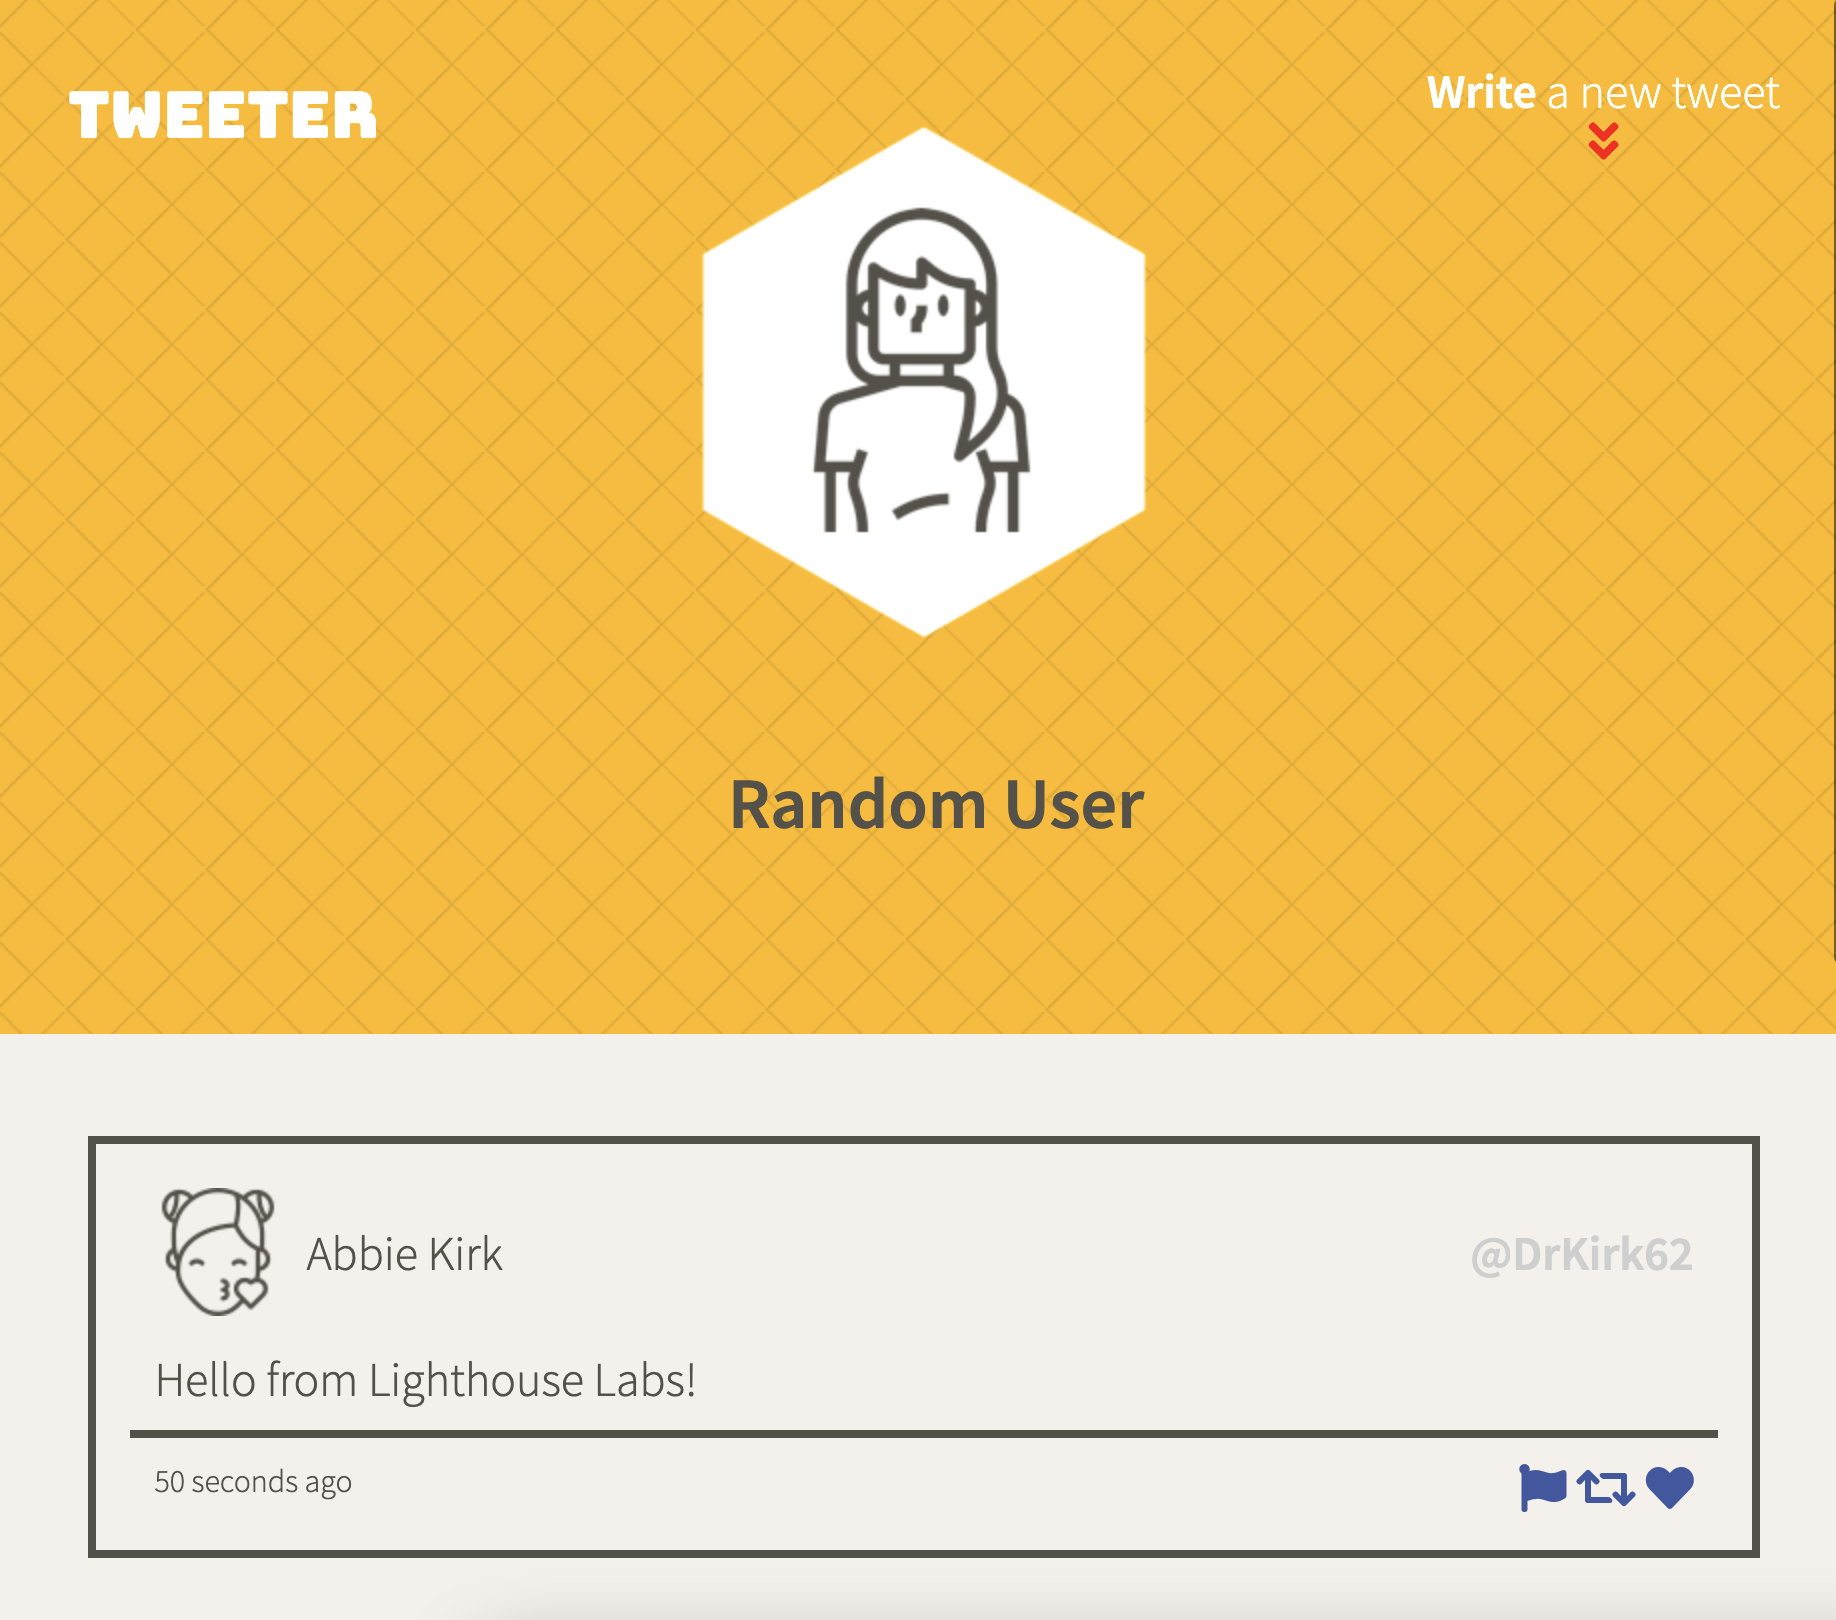 TWEETER
Write a new tweet
Random User
Abbie Kirk
@DrKirk62
Hello from Lighthouse Labs!
50 seconds ago